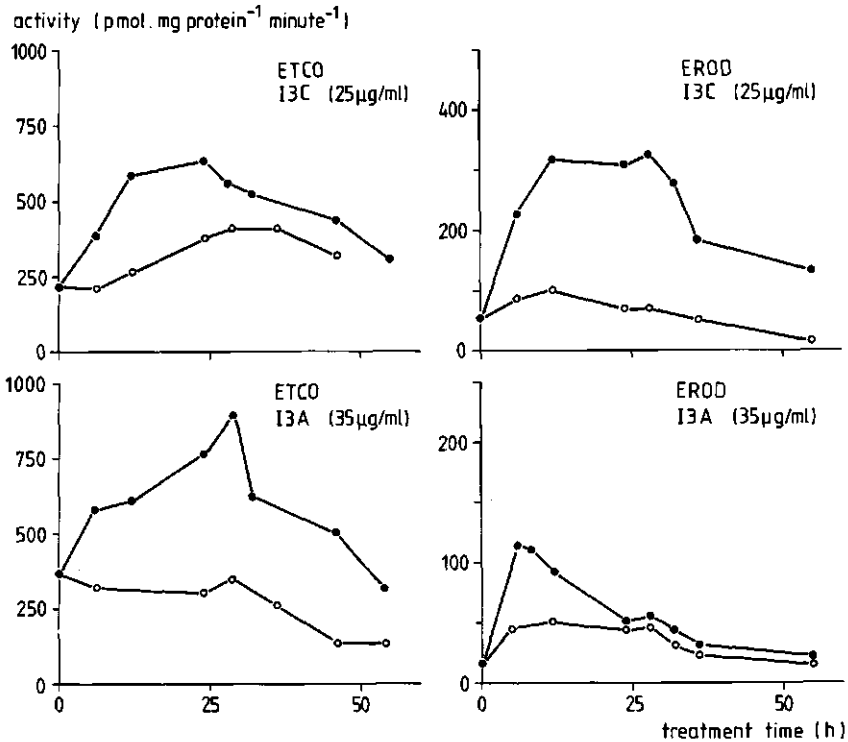 activity (pmol. mg protein⁻¹ minute⁻¹)
1000
750
500
250
0
ETCO
I3C (25µg/ml)
400
200
0
EROD
I3C (25µg/ml)
1000
750
500
250
0
0
25
50
ETCO
I3A (35µg/ml)
200
100
0
0
25
50
EROD
I3A (35µg/ml)
treatment time (h)